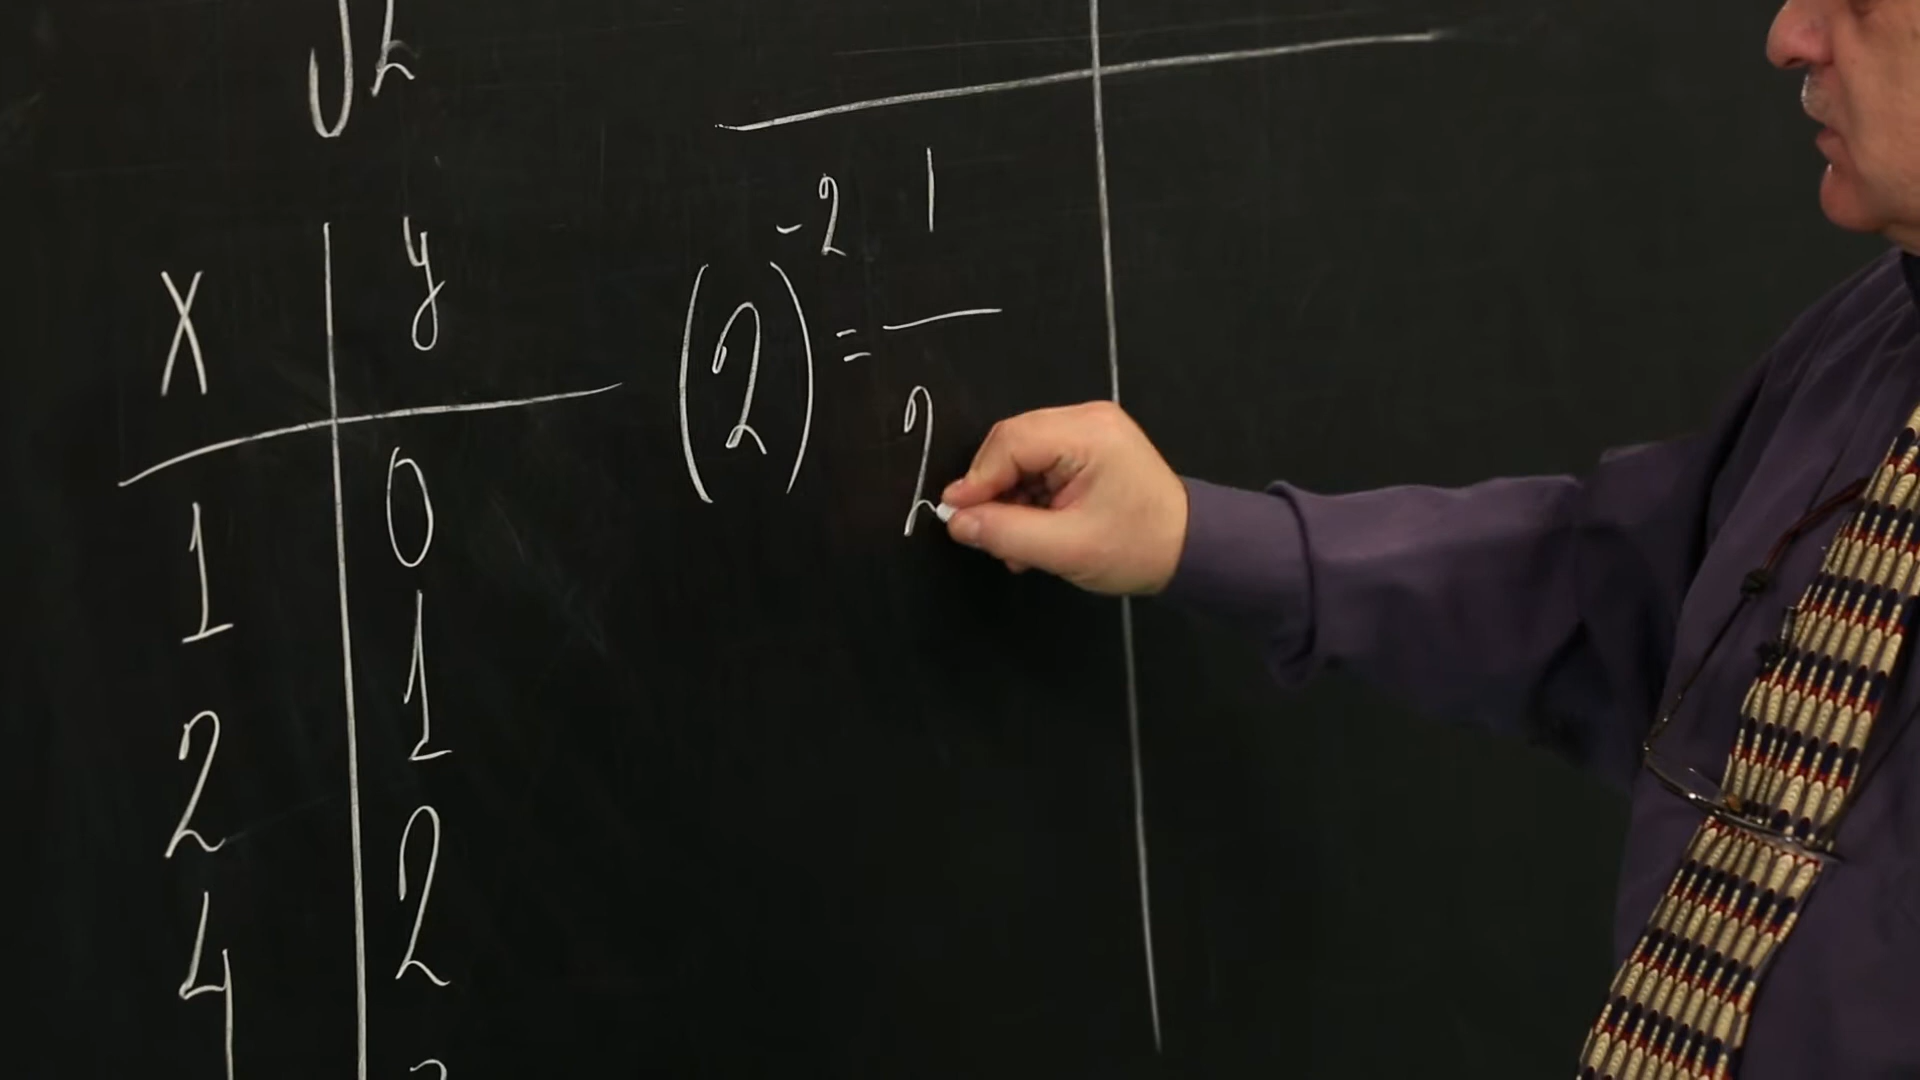 x y
1 0
2 1
4 2
(2)^-2 = 1/2